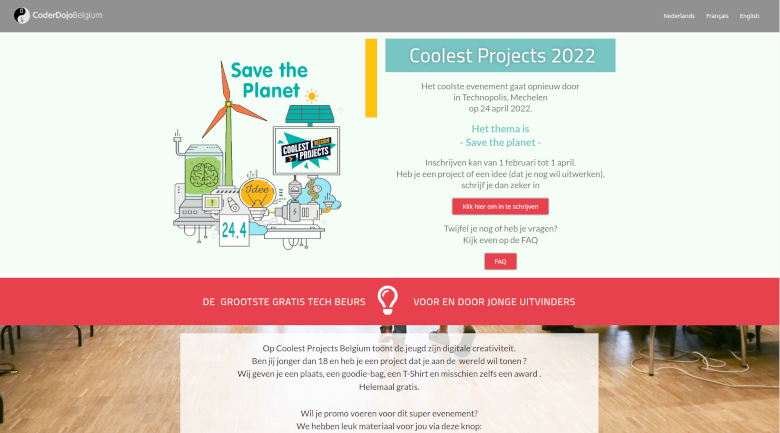 CoderDojoBelgium
Nederlands
Français
English
Save the
Planet
COOLEST
BELGIUM
PROJECTS
Idee
24.4
Coolest Projects 2022
Het coolste evenement gaat opnieuw door
in Technopolis, Mechelen
op 24 april 2022.
Het thema is
- Save the planet -
Inschrijven kan van 1 februari tot 1 april.
Heb je een project of een idee (dat je nog wil uitwerken),
schrijf je dan zeker in
Klik hier om in te schrijven
Twijfel je nog of heb je vragen?
Kijk even op de FAQ
FAQ
DE GROOTSTE GRATIS TECH BEURS
VOOR EN DOOR JONGE UITVINDERS
Op Coolest Projects Belgium toont de jeugd zijn digitale creativiteit.
Ben jij jonger dan 18 en heb je een project dat je aan de wereld wil tonen ?
Wij geven je een plaats, een goodie-bag, een T-Shirt en misschien zelfs een award .
Helemaal gratis.
Wil je promo voeren voor dit super evenement?
We hebben leuk materiaal voor jou via deze knop: